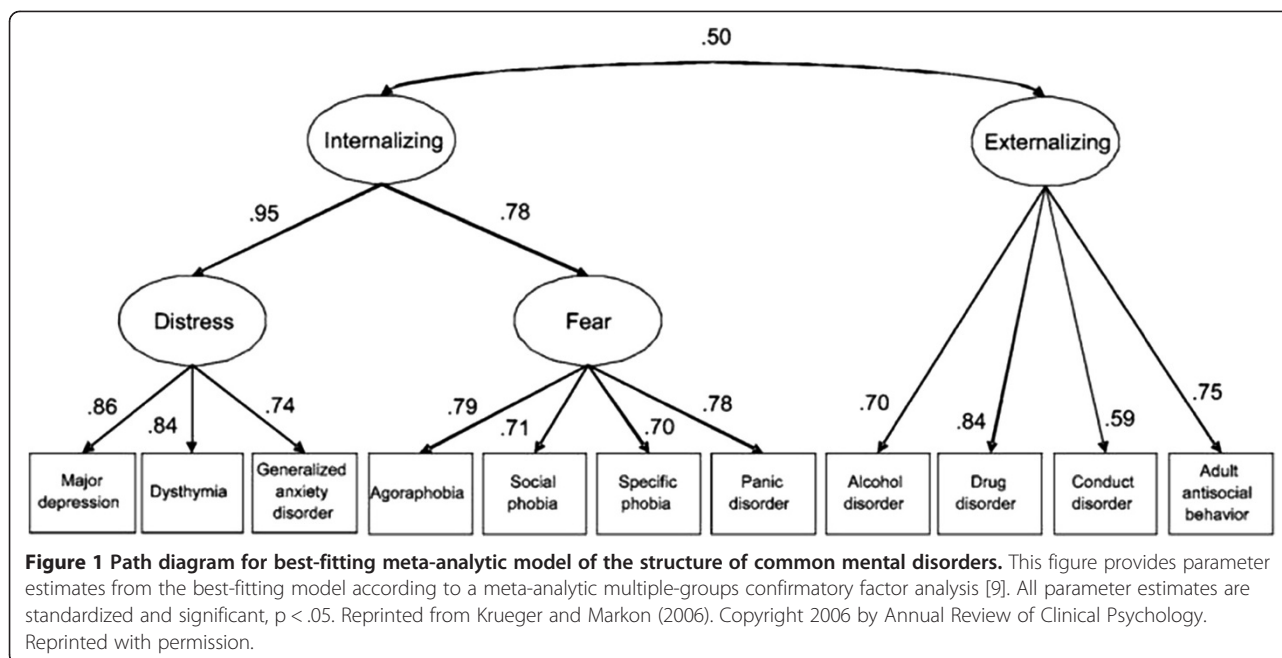 .50
Internalizing
Externalizing
.95
.78
Distress
Fear
.86
.84
.74
.79
.71
.70
.78
.70
.84
.59
.75
Major
depression
Dysthymia
Generalized
anxiety
disorder
Agoraphobia
Social
phobia
Specific
phobia
Panic
disorder
Alcohol
disorder
Drug
disorder
Conduct
disorder
Adult
antisocial
behavior
Figure 1 Path diagram for best-fitting meta-analytic model of the structure of common mental disorders. This figure provides parameter
estimates from the best-fitting model according to a meta-analytic multiple-groups confirmatory factor analysis [9]. All parameter estimates are
standardized and significant, p < .05. Reprinted from Krueger and Markon (2006). Copyright 2006 by Annual Review of Clinical Psychology.
Reprinted with permission.